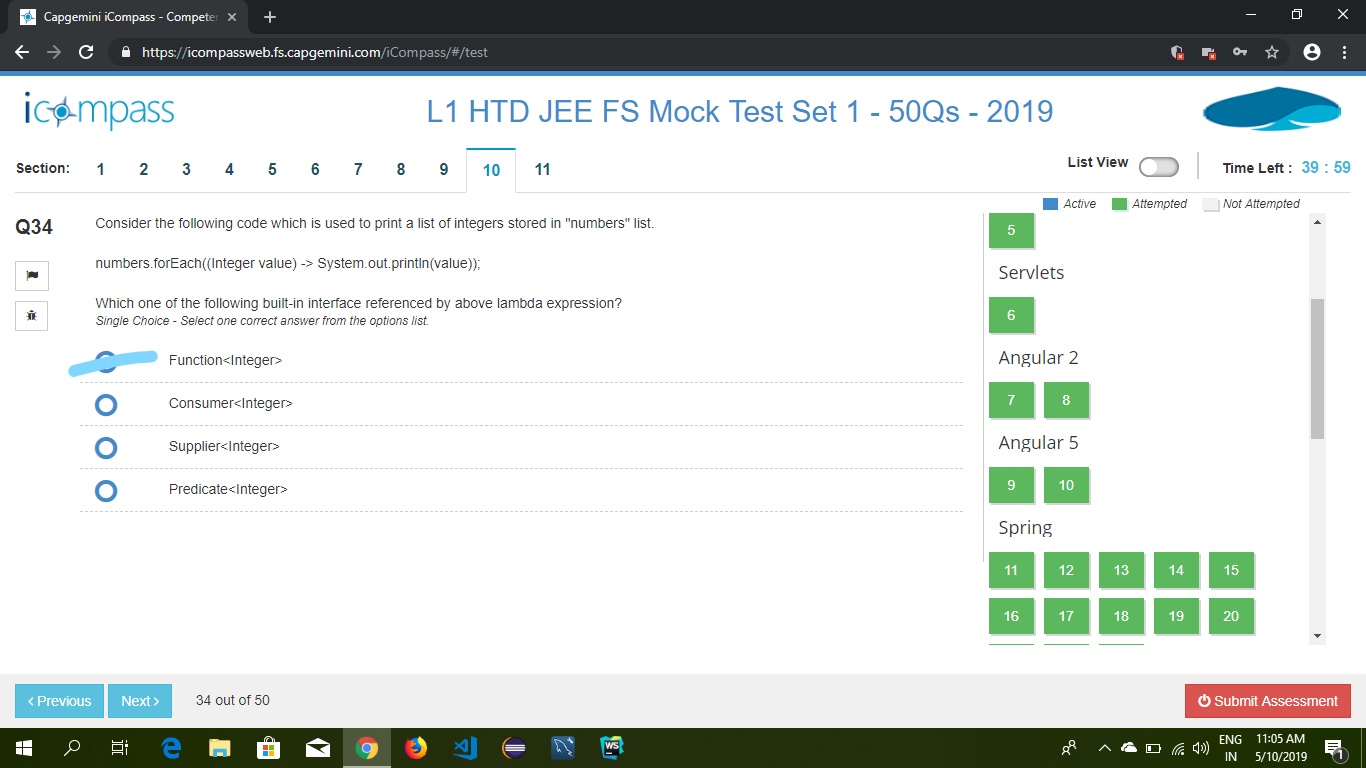 Capgemini iCompass - Competen
https://icompassweb.fs.capgemini.com/iCompass/#/test
icompass
L1 HTD JEE FS Mock Test Set 1 - 50Qs - 2019
Section: 1 2 3 4 5 6 7 8 9 10 11
List View
Time Left : 39 : 59
Active Attempted Not Attempted
Q34
Consider the following code which is used to print a list of integers stored in "numbers" list.
numbers.forEach((Integer value) -> System.out.println(value));
Which one of the following built-in interface referenced by above lambda expression?
Single Choice - Select one correct answer from the options list.
Function<Integer>
Consumer<Integer>
Supplier<Integer>
Predicate<Integer>
5
Servlets
6
Angular 2
7 8
Angular 5
9 10
Spring
11 12 13 14 15
16 17 18 19 20
Previous
Next
34 out of 50
Submit Assessment
WS
ENG
IN
11:05 AM
5/10/2019
1